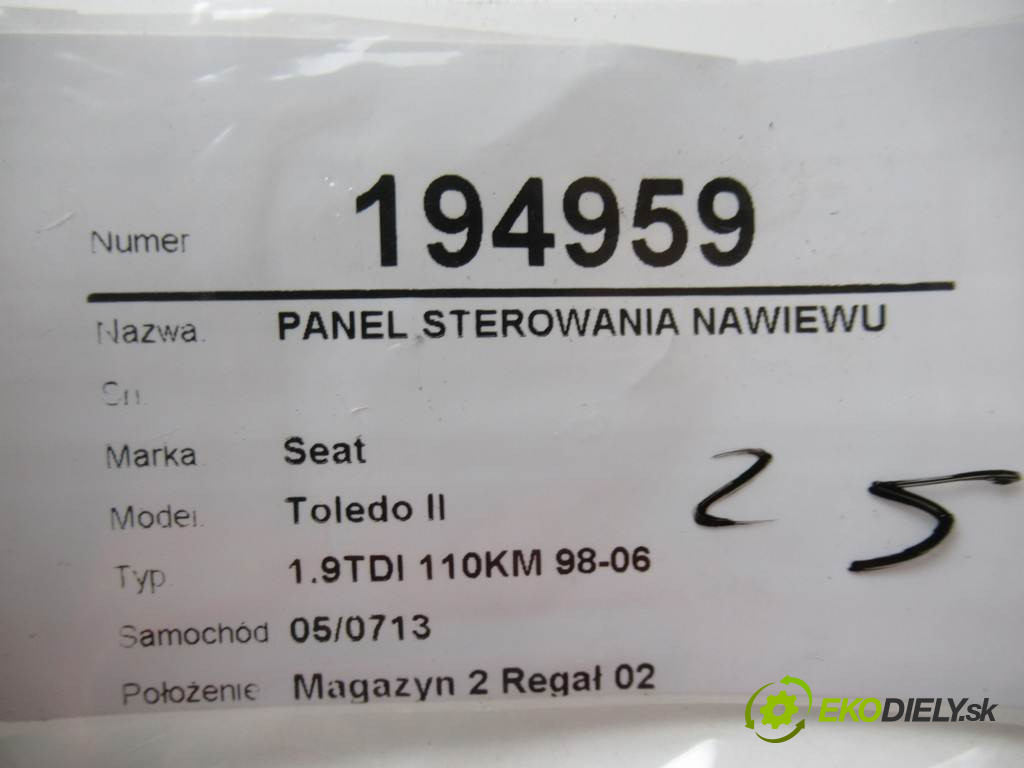 Numer 194959
Nazwa. PANEL STEROWANIA NAWIEWU
Sn.
Marka Seat
Model. Toledo II
25
Typ 1.9TDI 110KM 98-06
Samochód 05/0713
Położenie Magazyn 2 Regał 02
EKODIELY.sk